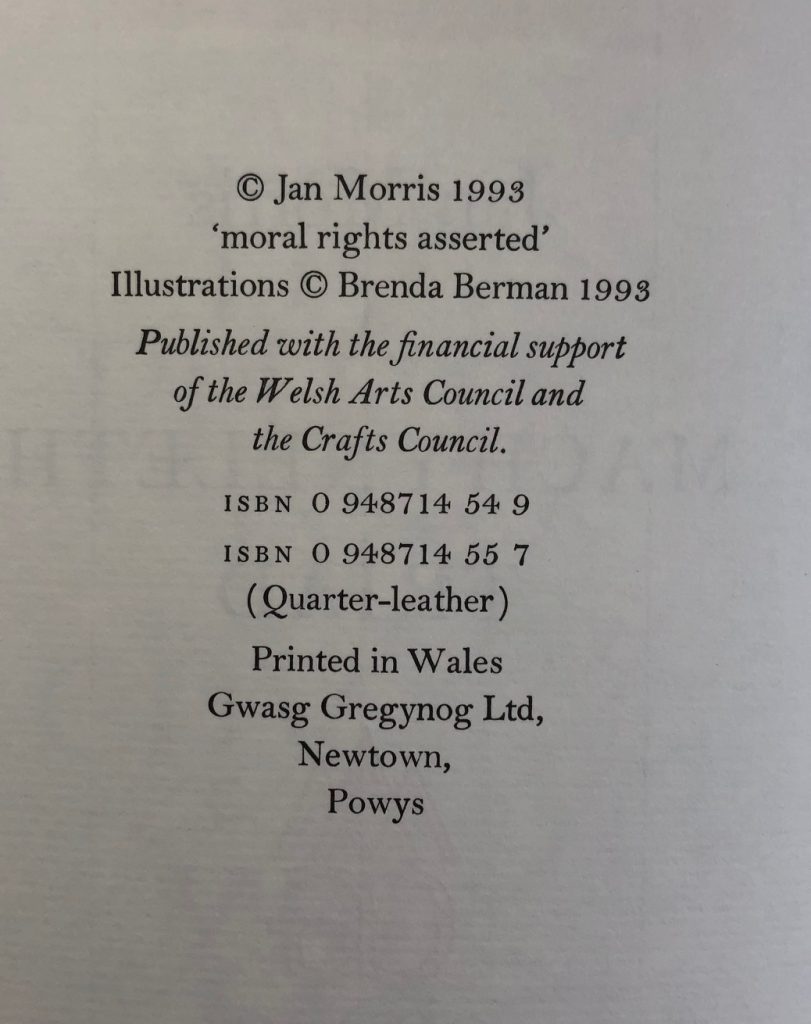 © Jan Morris 1993
‘moral rights asserted’
Illustrations © Brenda Berman 1993
Published with the financial support
of the Welsh Arts Council and
the Crafts Council.
ISBN 0 948714 54 9
ISBN 0 948714 55 7
(Quarter-leather)
Printed in Wales
Gwasg Gregynog Ltd,
Newtown,
Powys